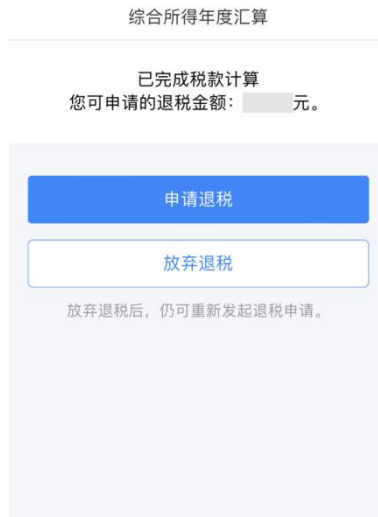 综合所得年度汇算
已完成税款计算
您可申请的退税金额： 元。
申请退税
放弃退税
放弃退税后，仍可重新发起退税申请。